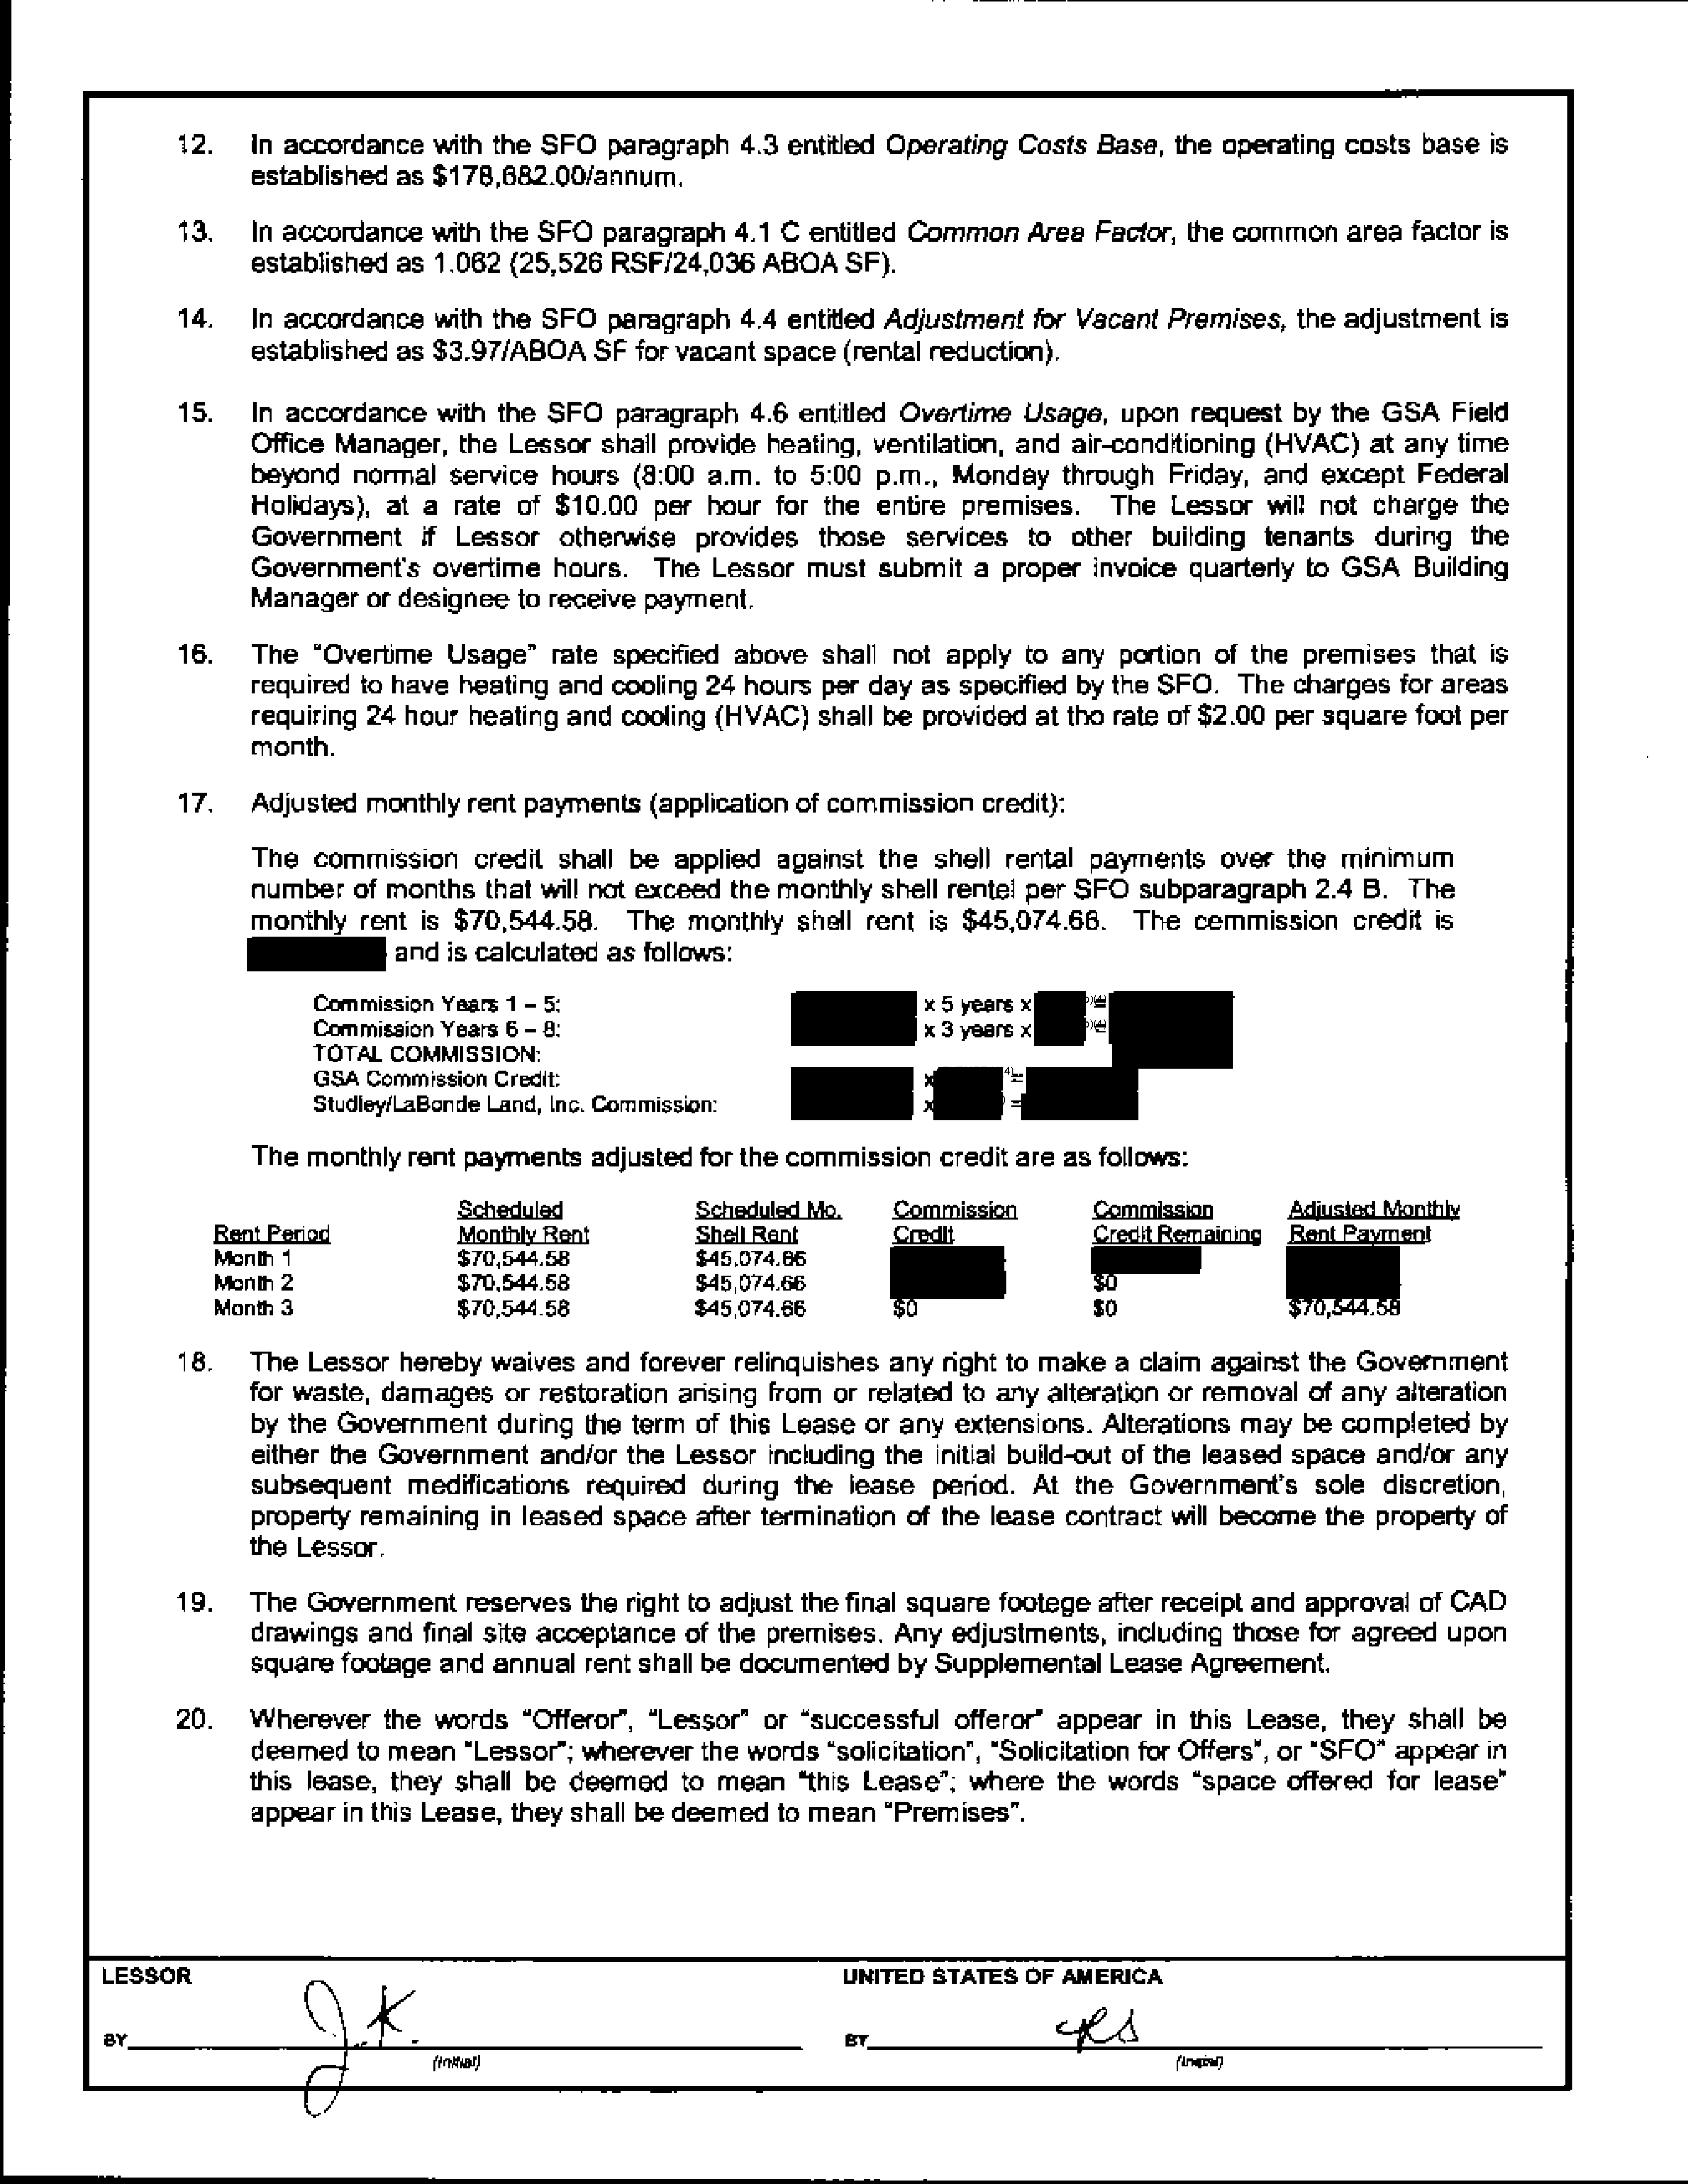 12. In accordance with the SFO paragraph 4.3 entitled Operating Costs Base, the operating costs base is
established as $178,682.00/annum.
13. In accordance with the SFO paragraph 4.1 C entitled Common Area Factor, the common area factor is
established as 1.062 (25,526 RSF/24,036 ABOA SF).
14. In accordance with the SFO paragraph 4.4 entitled Adjustment for Vacant Premises, the adjustment is
established as $3.97/ABOA SF for vacant space (rental reduction).
15. In accordance with the SFO paragraph 4.6 entitled Overtime Usage, upon request by the GSA Field
Office Manager, the Lessor shall provide heating, ventilation, and air-conditioning (HVAC) at any time
beyond normal service hours (8:00 a.m. to 5:00 p.m., Monday through Friday, and except Federal
Holidays), at a rate of $10.00 per hour for the entire premises. The Lessor will not charge the
Government if Lessor otherwise provides those services to other building tenants during the
Government's overtime hours. The Lessor must submit a proper invoice quarterly to GSA Building
Manager or designee to receive payment.
16. The "Overtime Usage" rate specified above shall not apply to any portion of the premises that is
required to have heating and cooling 24 hours per day as specified by the SFO. The charges for areas
requiring 24 hour heating and cooling (HVAC) shall be provided at the rate of $2.00 per square foot per
month.
17. Adjusted monthly rent payments (application of commission credit):
The commission credit shall be applied against the shell rental payments over the minimum
number of months that will not exceed the monthly shell rental per SFO subparagraph 2.4 B. The
monthly rent is $70,544.58. The monthly shell rent is $45,074.66. The commission credit is
and is calculated as follows:
Commission Years 1 – 5: x 5 years x =
Commission Years 6 – 8: x 3 years x =
TOTAL COMMISSION:
GSA Commission Credit: x =
Studley/LaBonde Land, Inc. Commission: x =
The monthly rent payments adjusted for the commission credit are as follows:
Scheduled Scheduled Mo. Commission Commission Adjusted Monthly
Rent Period Monthly Rent Shell Rent Credit Credit Remaining Rent Payment
Month 1 $70,544.58 $45,074.66
Month 2 $70,544.58 $45,074.66 $0
Month 3 $70,544.58 $45,074.66 $0 $0 $70,544.58
18. The Lessor hereby waives and forever relinquishes any right to make a claim against the Government
for waste, damages or restoration arising from or related to any alteration or removal of any alteration
by the Government during the term of this Lease or any extensions. Alterations may be completed by
either the Government and/or the Lessor including the initial build-out of the leased space and/or any
subsequent modifications required during the lease period. At the Government's sole discretion,
property remaining in leased space after termination of the lease contract will become the property of
the Lessor.
19. The Government reserves the right to adjust the final square footage after receipt and approval of CAD
drawings and final site acceptance of the premises. Any adjustments, including those for agreed upon
square footage and annual rent shall be documented by Supplemental Lease Agreement.
20. Wherever the words "Offeror", "Lessor" or "successful offeror" appear in this Lease, they shall be
deemed to mean "Lessor"; wherever the words "solicitation", "Solicitation for Offers", or "SFO" appear in
this lease, they shall be deemed to mean "this Lease"; where the words "space offered for lease"
appear in this Lease, they shall be deemed to mean "Premises".
LESSOR UNITED STATES OF AMERICA
BY J.K. BY
(Initial) (Initial)